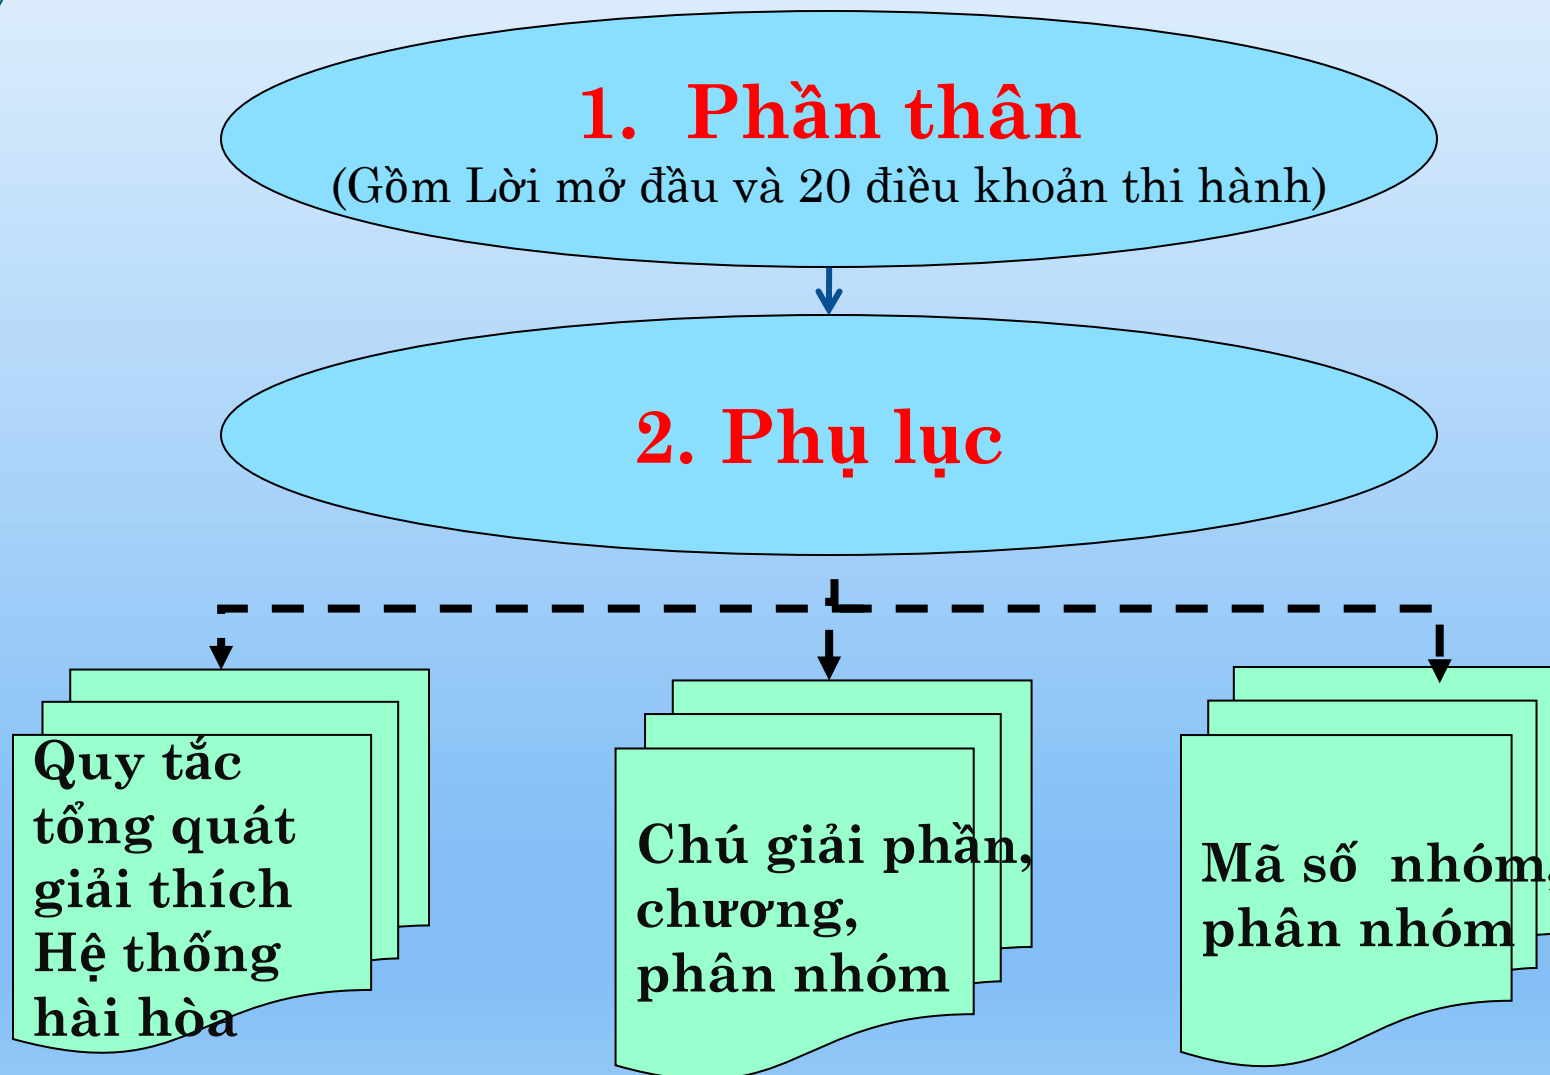 1. Phần thân
(Gồm Lời mở đầu và 20 điều khoản thi hành)
2. Phụ lục
Quy tắc
tổng quát
giải thích
Hệ thống
hài hòa
Chú giải phần,
chương,
phân nhóm
Mã số nhóm,
phân nhóm